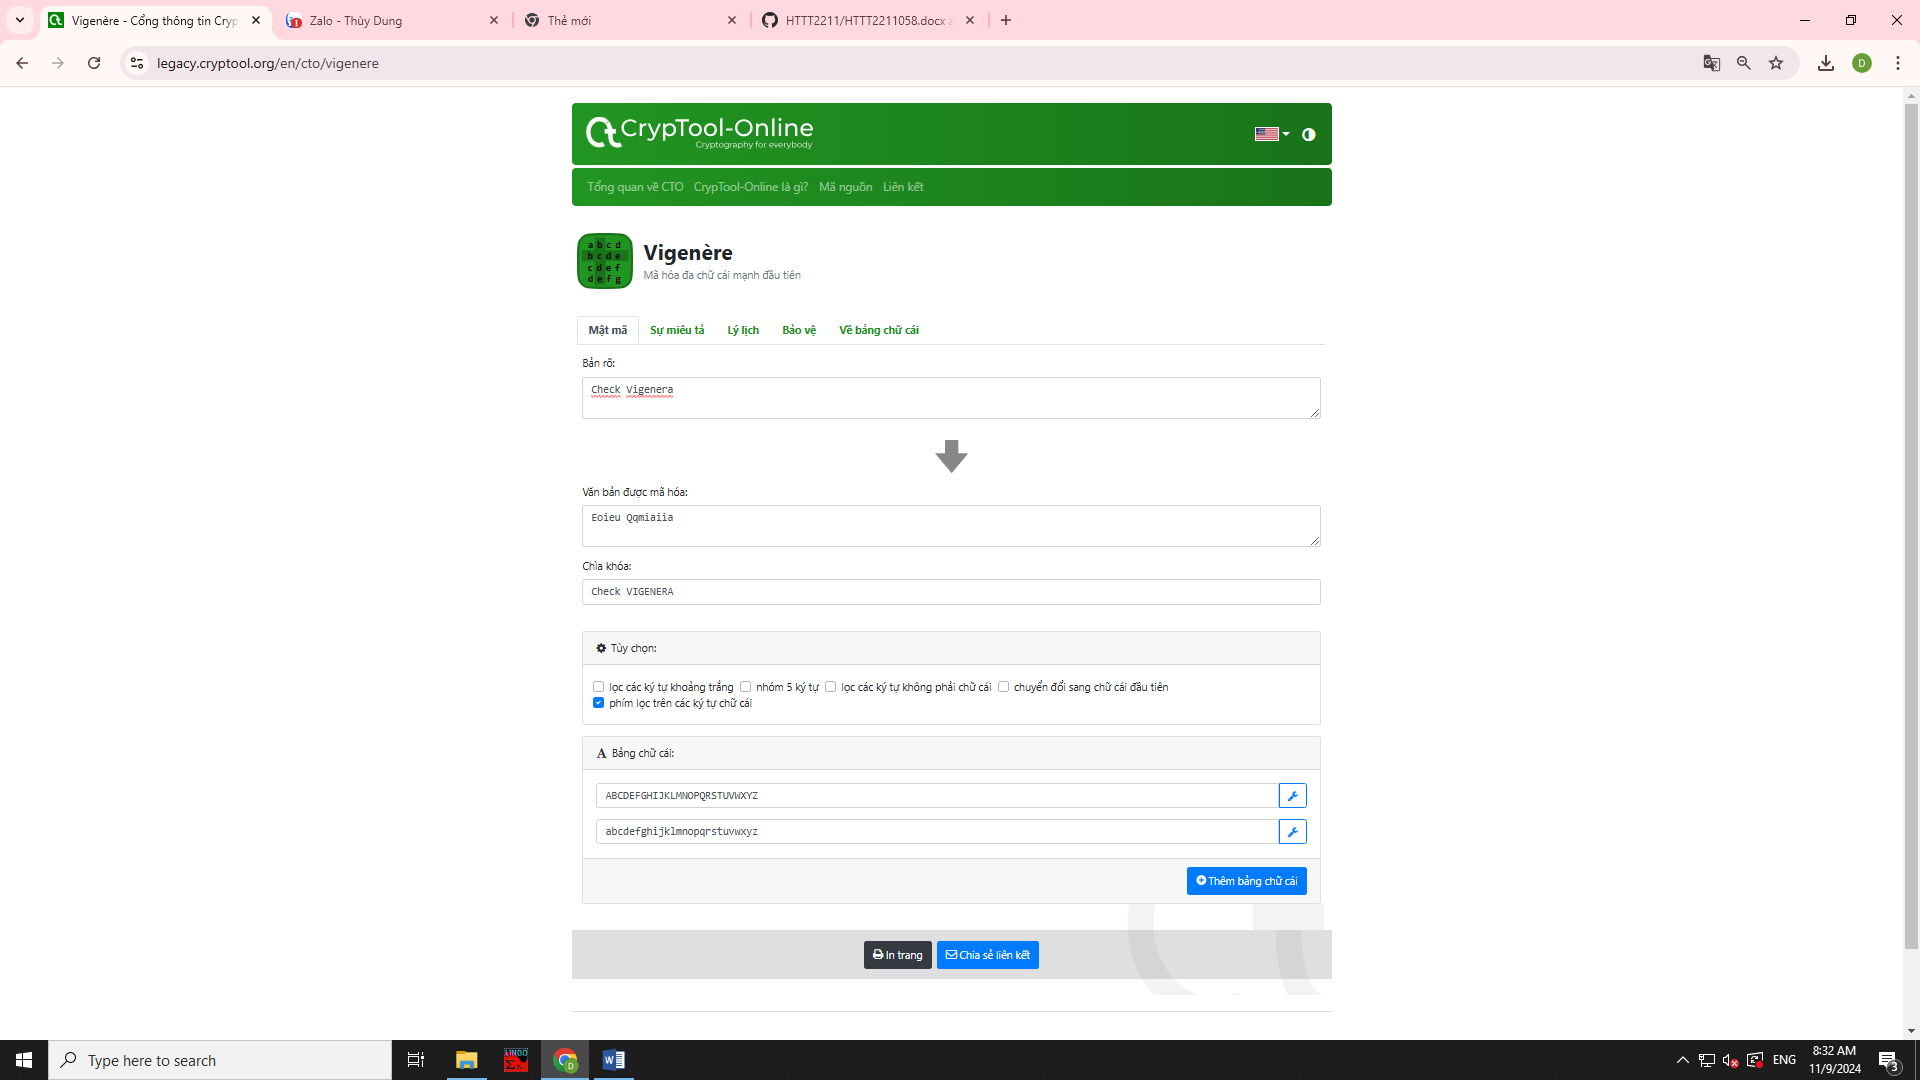 Vigenère - Cổng thông tin Cryp
Zalo - Thùy Dung
Thẻ mới
HTTT2211/HTTT2211058.docx a
legacy.cryptool.org/en/cto/vigenere
D
CrypTool-Online
Cryptography for everybody
Tổng quan về CTO CrypTool-Online là gì? Mã nguồn Liên kết
a b c d
b c d e
c d e f
d e f g
Vigenère
Mã hóa đa chữ cái mạnh đầu tiên
Mật mã Sự miêu tả Lý lịch Bảo vệ Về bảng chữ cái
Bản rõ:
Check Vigenera
Văn bản được mã hóa:
Eoieu Qqmiaiia
Chìa khóa:
Check VIGENERA
Tùy chọn:
lọc các ký tự khoảng trắng nhóm 5 ký tự lọc các ký tự không phải chữ cái chuyển đổi sang chữ cái đầu tiên
phím lọc trên các ký tự chữ cái
A Bảng chữ cái:
ABCDEFGHIJKLMNOPQRSTUVWXYZ
abcdefghijklmnopqrstuvwxyz
Thêm bảng chữ cái
In trang Chia sẻ liên kết
Type here to search
LINDO
D
W
ENG
8:32 AM
11/9/2024
3